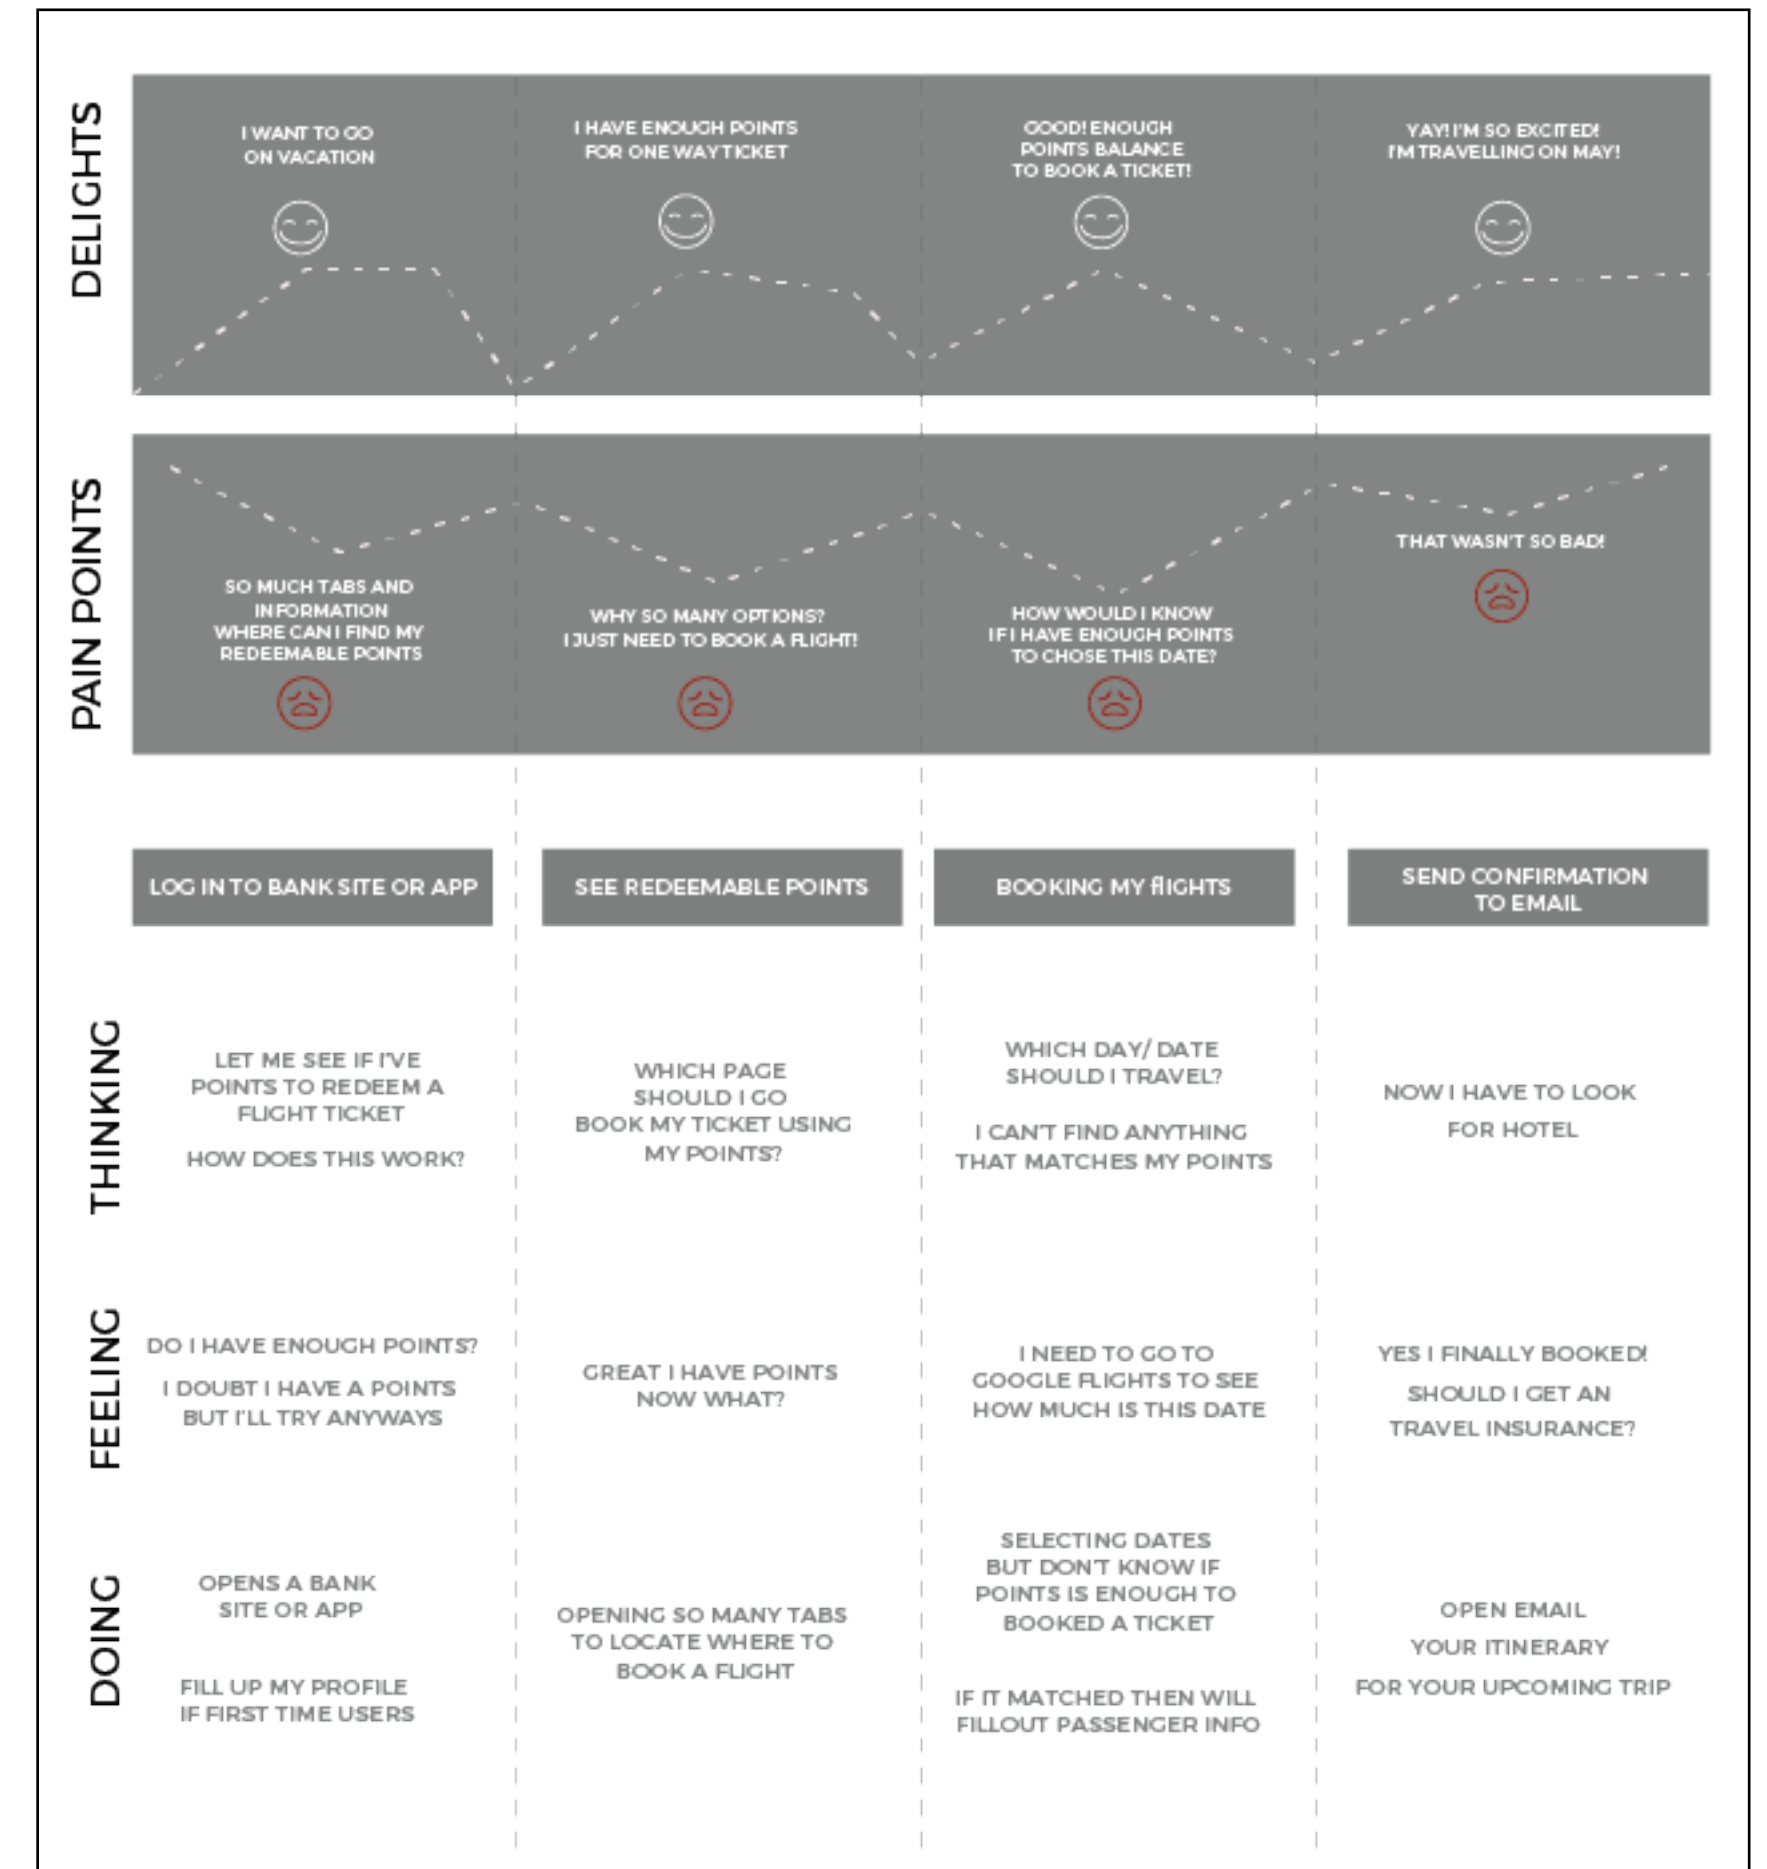 DELIGHTS
I WANT TO GO
ON VACATION
I HAVE ENOUGH POINTS
FOR ONE WAY TICKET
GOOD! ENOUGH
POINTS BALANCE
TO BOOK A TICKET!
YAY! I'M SO EXCITED!
I'M TRAVELLING ON MAY!
PAIN POINTS
SO MUCH TABS AND
INFORMATION
WHERE CAN I FIND MY
REDEEMABLE POINTS
WHY SO MANY OPTIONS?
I JUST NEED TO BOOK A FLIGHT!
HOW WOULD I KNOW
IF I HAVE ENOUGH POINTS
TO CHOSE THIS DATE?
THAT WASN'T SO BAD!
LOG IN TO BANK SITE OR APP
SEE REDEEMABLE POINTS
BOOKING MY flIGHTS
SEND CONFIRMATION
TO EMAIL
THINKING
LET ME SEE IF I'VE
POINTS TO REDEEM A
FLIGHT TICKET
HOW DOES THIS WORK?
WHICH PAGE
SHOULD I GO
BOOK MY TICKET USING
MY POINTS?
WHICH DAY/ DATE
SHOULD I TRAVEL?
I CAN'T FIND ANYTHING
THAT MATCHES MY POINTS
NOW I HAVE TO LOOK
FOR HOTEL
FEELING
DO I HAVE ENOUGH POINTS?
I DOUBT I HAVE A POINTS
BUT I'LL TRY ANYWAYS
GREAT I HAVE POINTS
NOW WHAT?
I NEED TO GO TO
GOOGLE FLIGHTS TO SEE
HOW MUCH IS THIS DATE
YES I FINALLY BOOKED!
SHOULD I GET AN
TRAVEL INSURANCE?
DOING
OPENS A BANK
SITE OR APP
FILL UP MY PROFILE
IF FIRST TIME USERS
OPENING SO MANY TABS
TO LOCATE WHERE TO
BOOK A FLIGHT
SELECTING DATES
BUT DON'T KNOW IF
POINTS IS ENOUGH TO
BOOKED A TICKET
IF IT MATCHED THEN WILL
FILLOUT PASSENGER INFO
OPEN EMAIL
YOUR ITINERARY
FOR YOUR UPCOMING TRIP